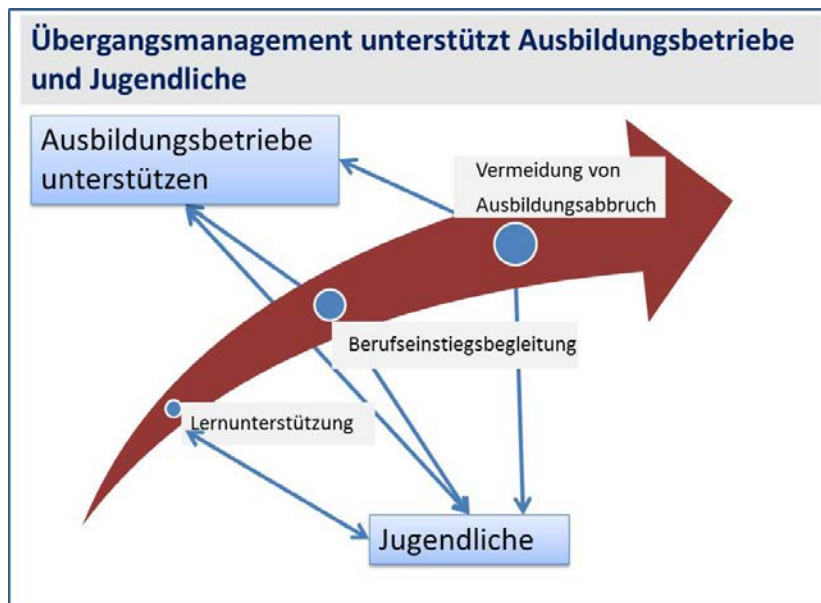 Übergangsmanagement unterstützt Ausbildungsbetriebe
und Jugendliche
Ausbildungsbetriebe
unterstützen
Vermeidung von
Ausbildungsabbruch
Berufseinstiegsbegleitung
Lernunterstützung
Jugendliche